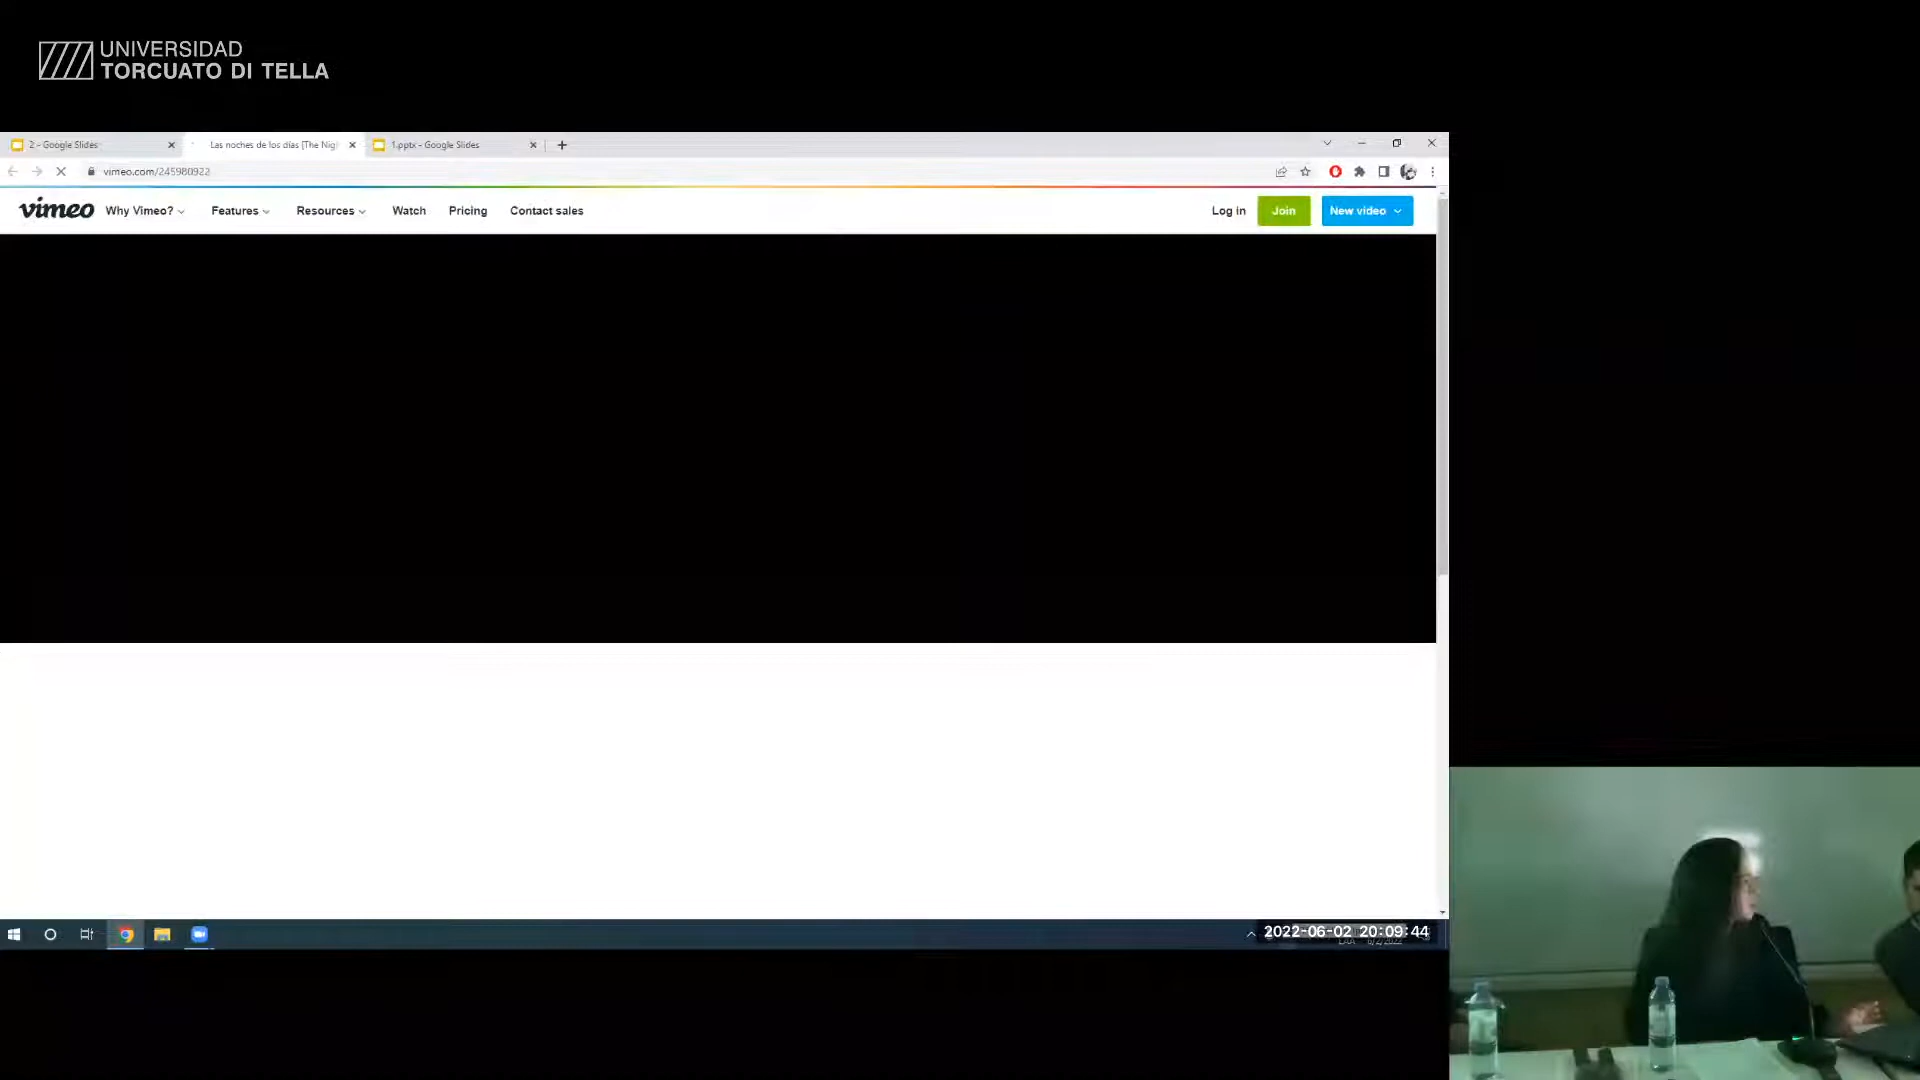 UNIVERSIDAD
TORCUATO DI TELLA
2 - Google Slides
Las noches de los días [The Nig
1.pptx - Google Slides
vimeo.com/245980922
vimeo
Why Vimeo?
Features
Resources
Watch
Pricing
Contact sales
Log in
Join
New video
2022-06-02 20:09:44